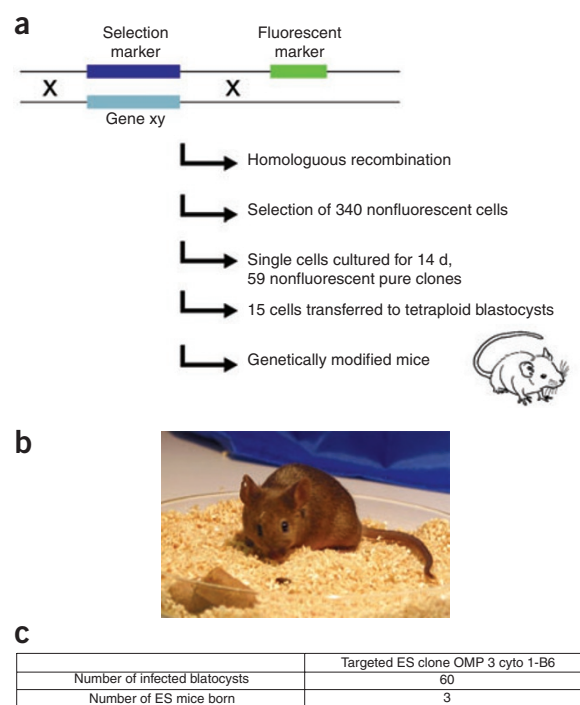 a
Selection
marker
Fluorescent
marker
X
X
Gene xy
Homologuous recombination
Selection of 340 nonfluorescent cells
Single cells cultured for 14 d,
59 nonfluorescent pure clones
15 cells transferred to tetraploid blastocysts
Genetically modified mice
b
c
Targeted ES clone OMP 3 cyto 1-B6
Number of infected blatocysts 60
Number of ES mice born 3